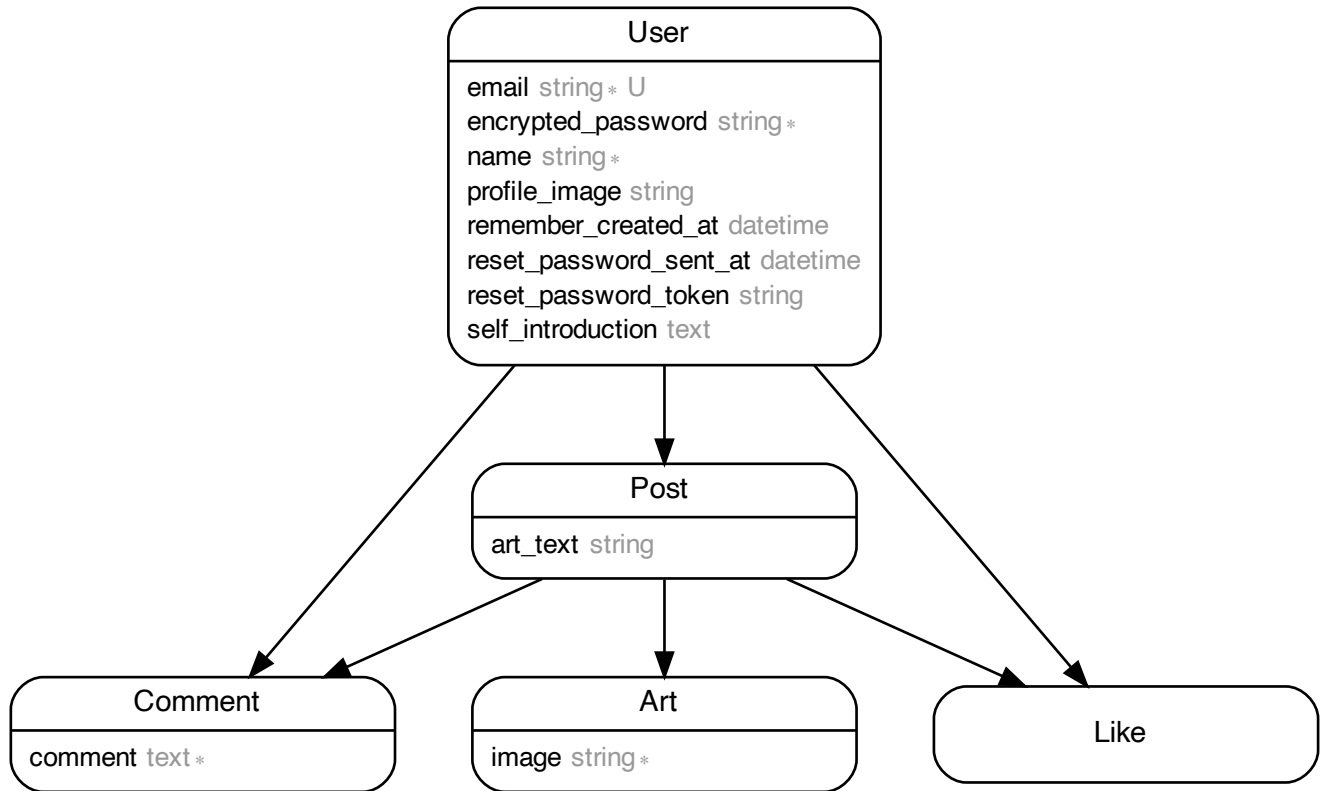 User
email string* U
encrypted_password string*
name string*
profile_image string
remember_created_at datetime
reset_password_sent_at datetime
reset_password_token string
self_introduction text
Post
art_text string
Comment
comment text*
Art
image string*
Like